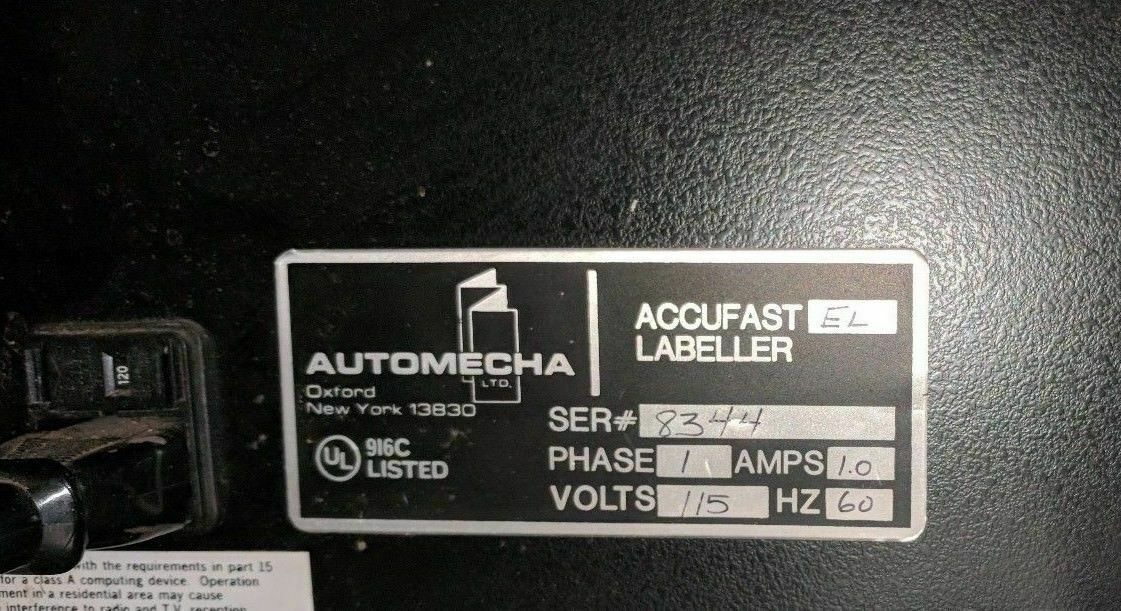 AUTOMECHA
LTD.
Oxford
New York 13830
UL
916C
LISTED
ACCUFAST EL
LABELLER
SER# 8344
PHASE 1 AMPS 1.0
VOLTS 115 HZ 60
120
with the requirements in part 15
for a class A computing device. Operation
in a residential area may cause
interference to radio and T.V. reception